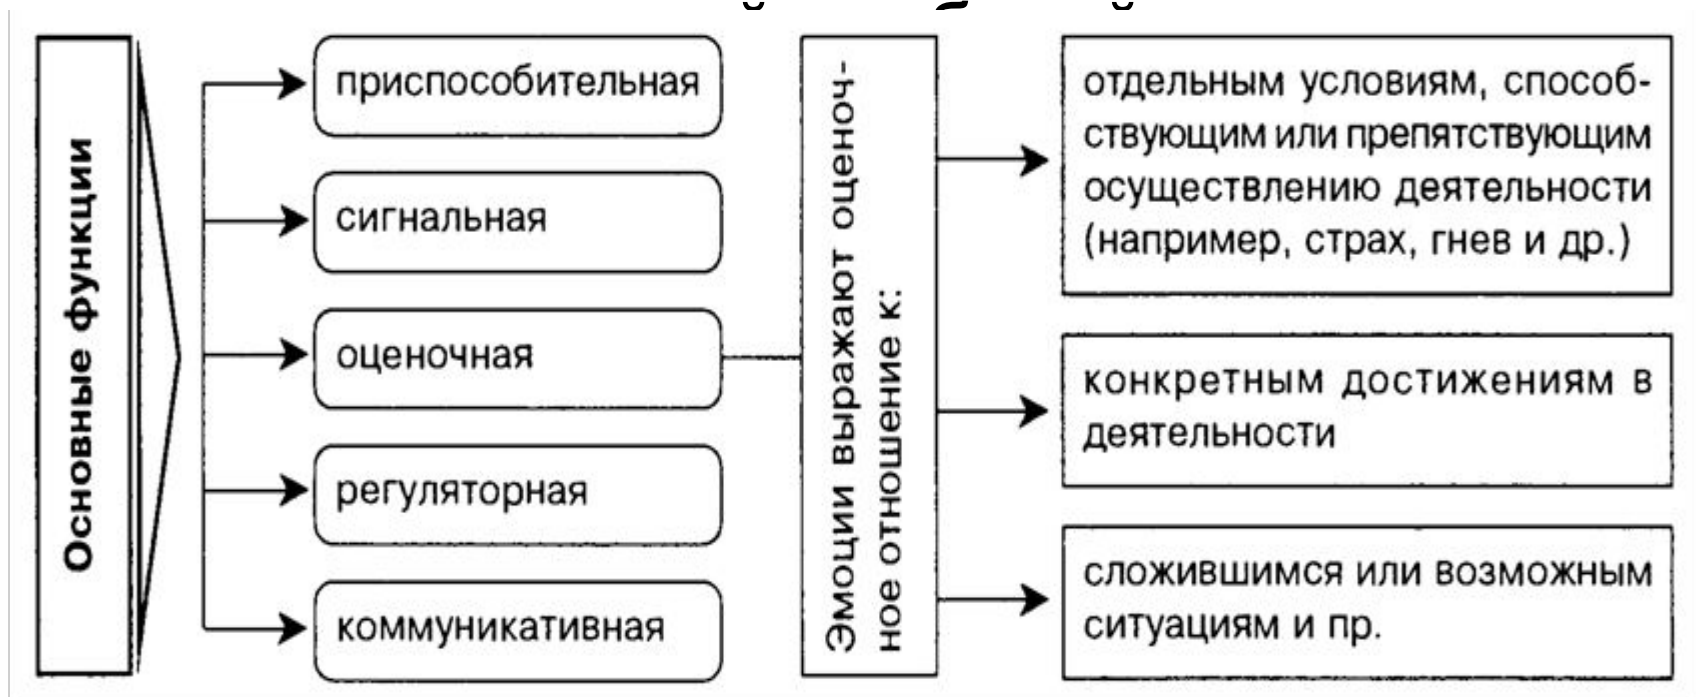 Основные функции
приспособительная
сигнальная
оценочная
регуляторная
коммуникативная
Эмоции выражают оценоч-
ное отношение к:
отдельным условиям, способ-
ствующим или препятствующим
осуществлению деятельности
(например, страх, гнев и др.)
конкретным достижениям в
деятельности
сложившимся или возможным
ситуациям и пр.